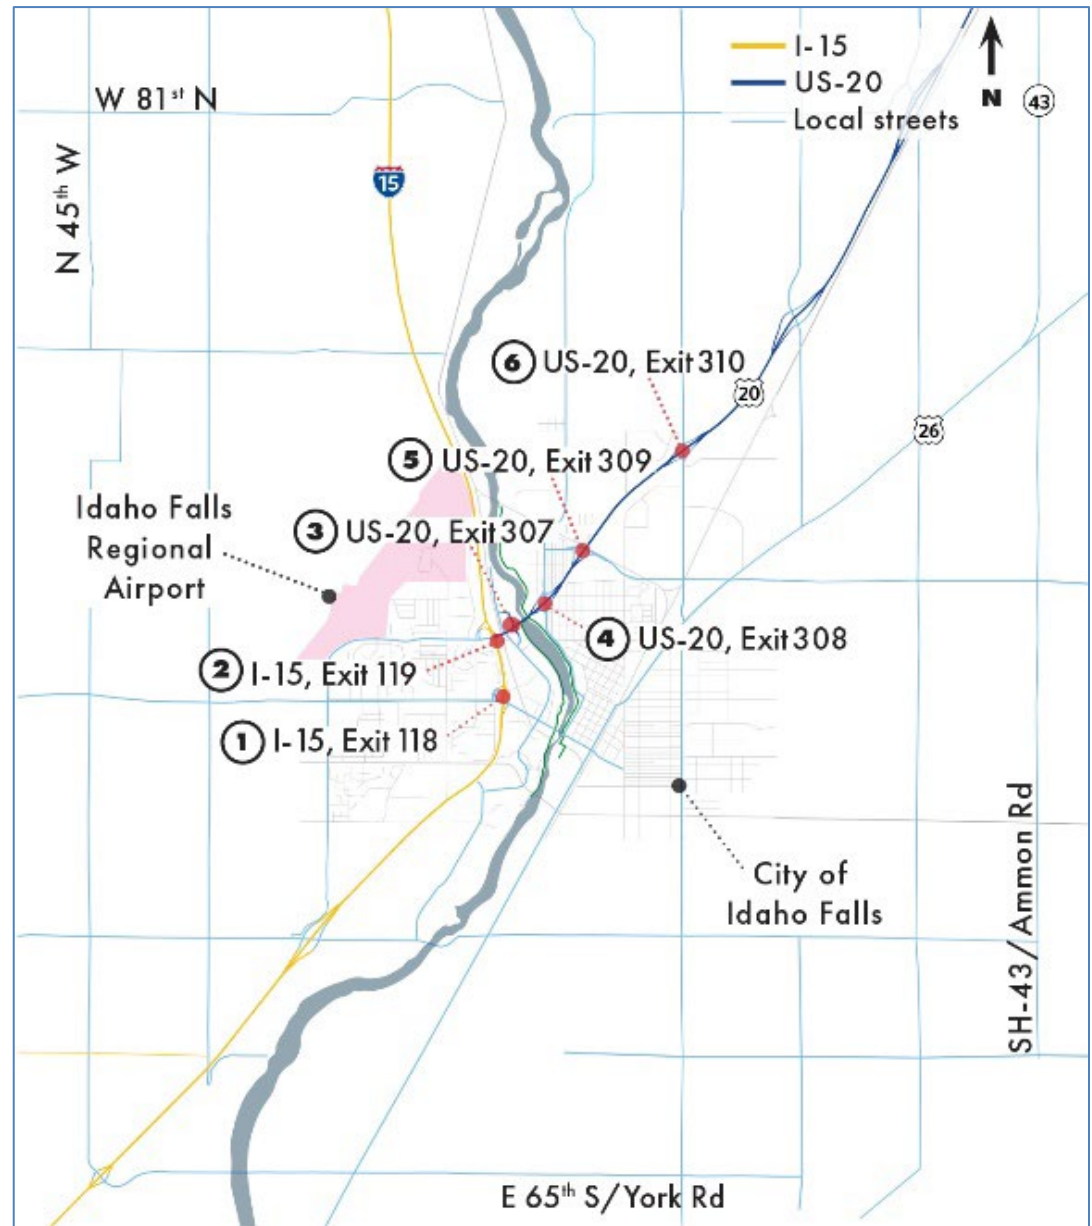 I-15
US-20
Local streets
N
43
W 81st N
N 45th W
15
6 US-20, Exit 310
20
26
5 US-20, Exit 309
Idaho Falls
Regional
Airport
3 US-20, Exit 307
4 US-20, Exit 308
2 I-15, Exit 119
1 I-15, Exit 118
City of
Idaho Falls
SH-43/Ammon Rd
E 65th S/York Rd